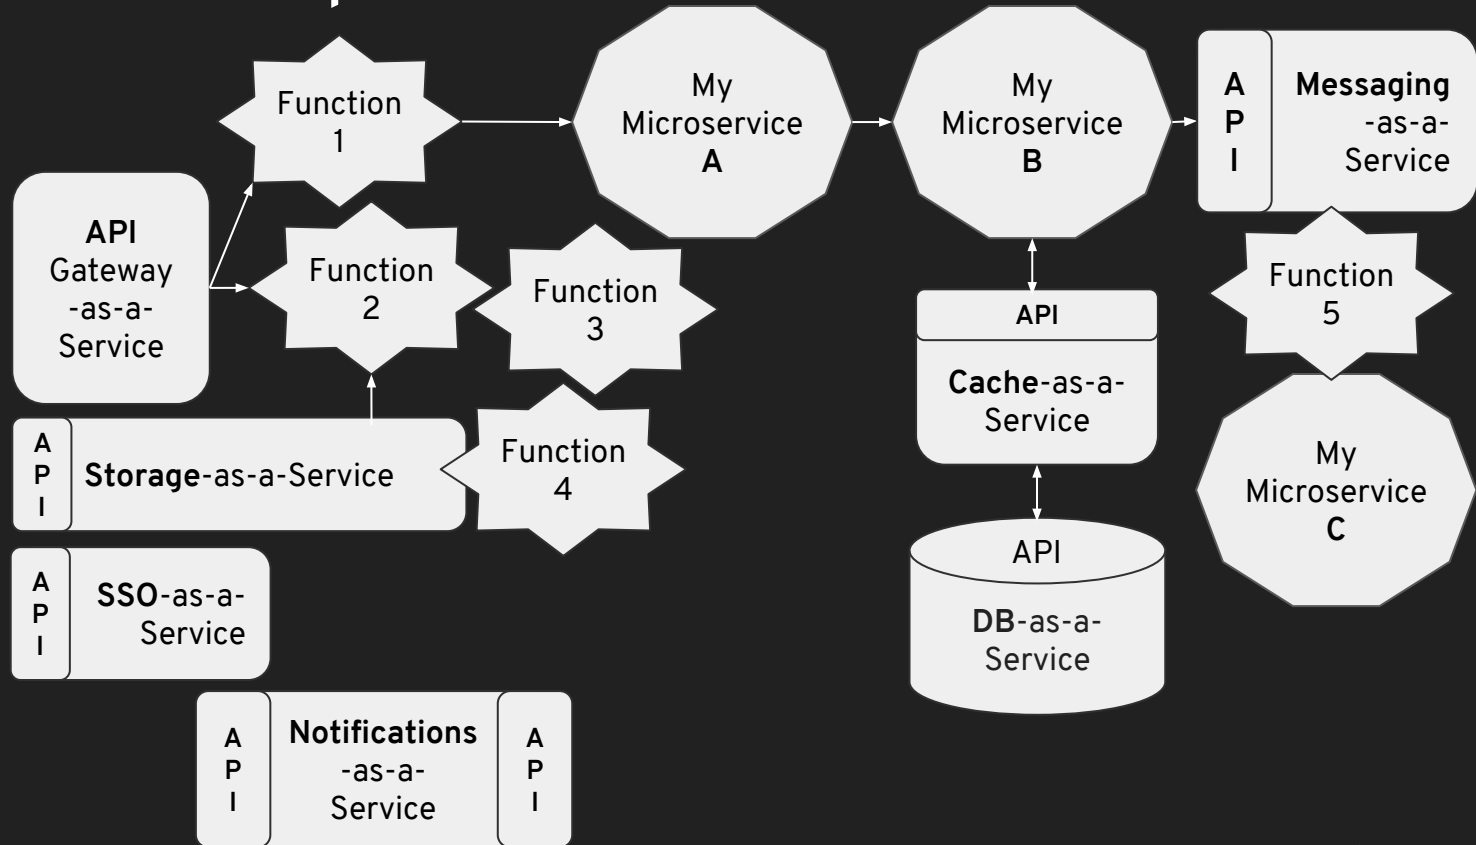 Function
1
My
Microservice
A
My
Microservice
B
A
P
I
Messaging
-as-a-
Service
API
Gateway
-as-a-
Service
Function
2
Function
3
API
Cache-as-a-
Service
Function
5
A
P
I
Storage-as-a-Service
Function
4
My
Microservice
C
A
P
I
SSO-as-a-
Service
API
DB-as-a-
Service
A
P
I
Notifications
-as-a-
Service
A
P
I